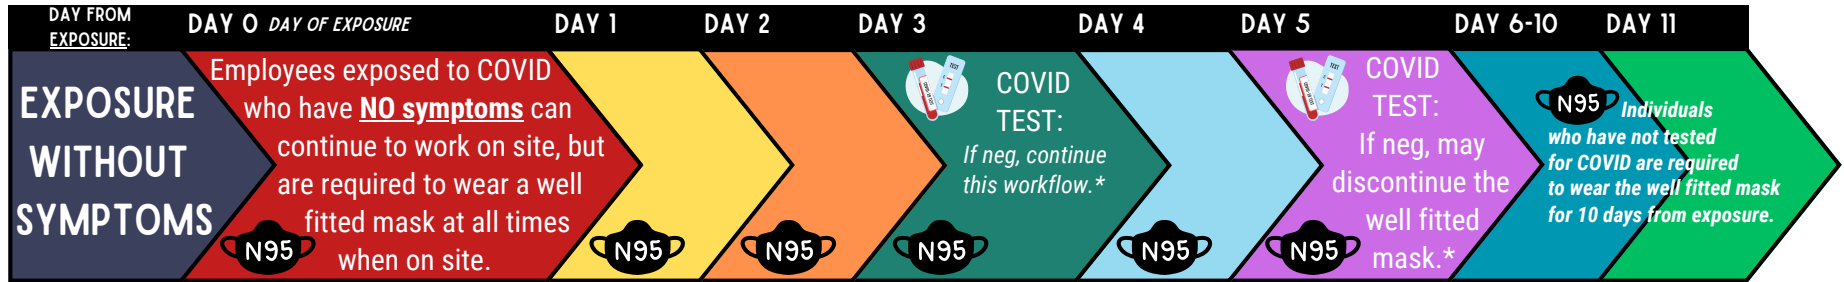 DAY FROM
EXPOSURE:
DAY 0 DAY OF EXPOSURE
DAY 1
DAY 2
DAY 3
DAY 4
DAY 5
DAY 6-10
DAY 11
EXPOSURE
WITHOUT
SYMPTOMS
Employees exposed to COVID
who have NO symptoms can
continue to work on site, but
are required to wear a well
fitted mask at all times
when on site.
N95
N95
N95
TEST
COVID
TEST:
If neg, continue
this workflow.*
N95
N95
TEST
COVID
TEST:
If neg, may
discontinue the
well fitted
mask.*
N95
N95
Individuals
who have not tested
for COVID are required
to wear the well fitted mask
for 10 days from exposure.